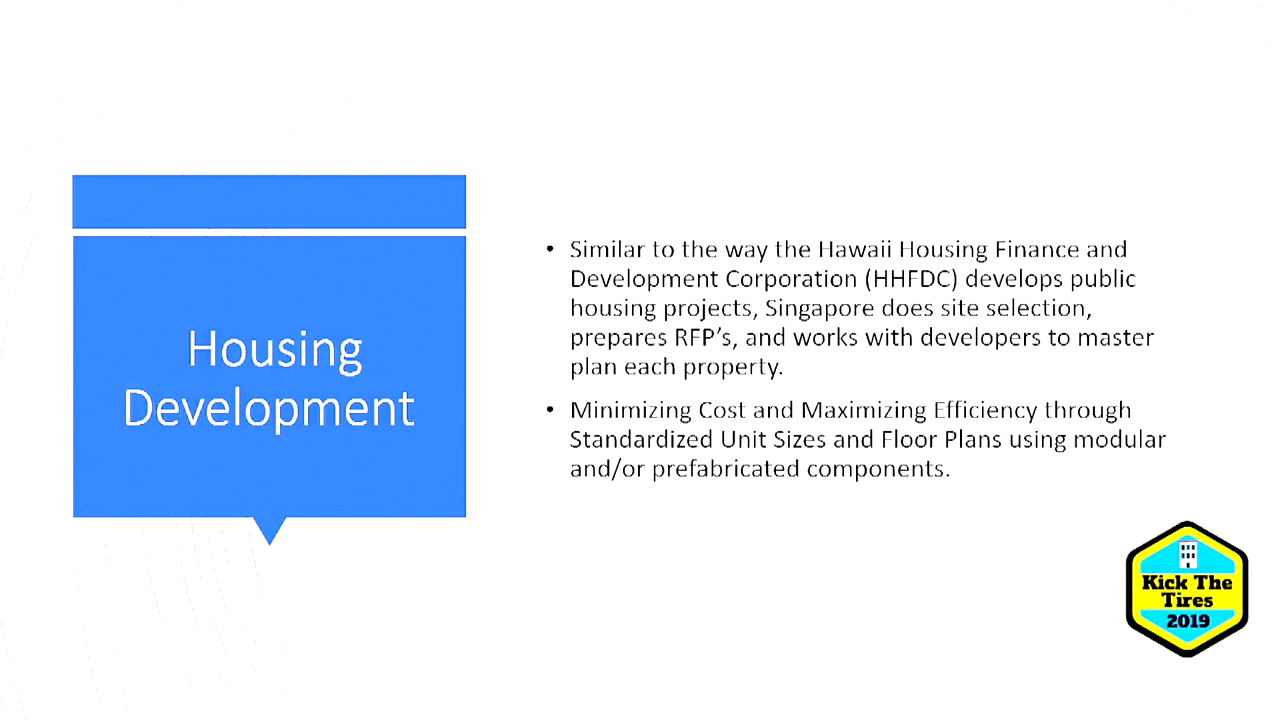 Housing
Development
• Similar to the way the Hawaii Housing Finance and
Development Corporation (HHFDC) develops public
housing projects, Singapore does site selection,
prepares RFP’s, and works with developers to master
plan each property.
• Minimizing Cost and Maximizing Efficiency through
Standardized Unit Sizes and Floor Plans using modular
and/or prefabricated components.
Kick The
Tires
2019